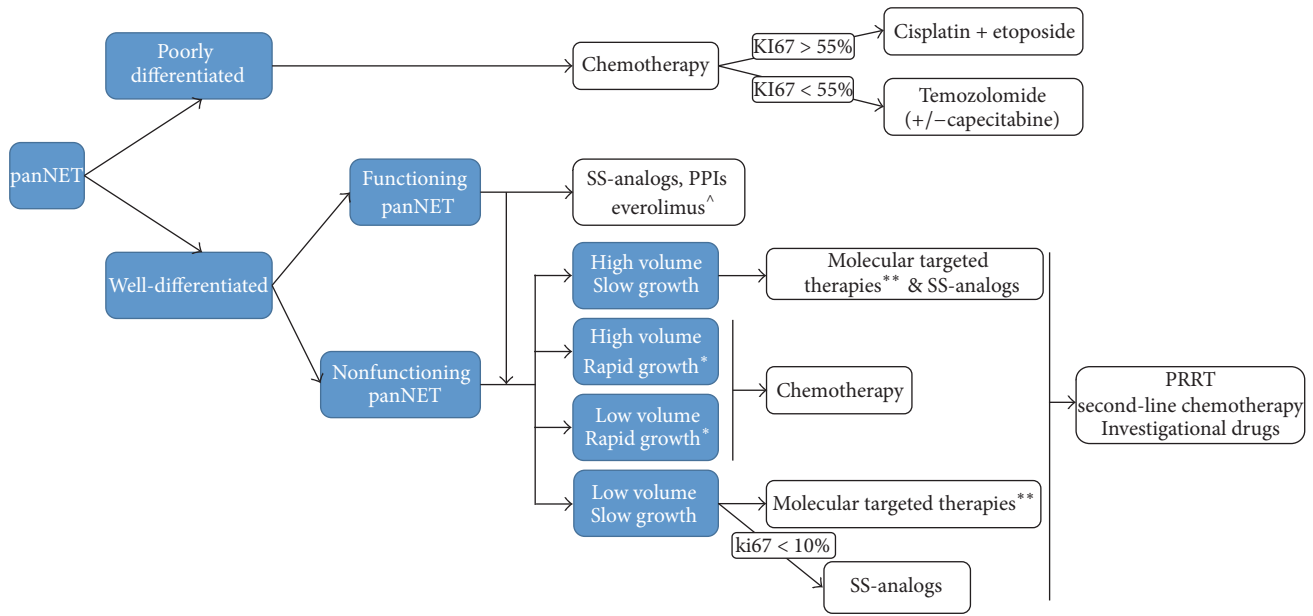 Poorly
differentiated
Chemotherapy
KI67 > 55%
Cisplatin + etoposide
KI67 < 55%
Temozolomide
(+/−capecitabine)
panNET
Well-differentiated
Functioning
panNET
SS-analogs, PPIs
everolimus^
Nonfunctioning
panNET
High volume
Slow growth
Molecular targeted
therapies** & SS-analogs
High volume
Rapid growth*
Low volume
Rapid growth*
Chemotherapy
Low volume
Slow growth
Molecular targeted therapies**
ki67 < 10%
SS-analogs
PRRT
second-line chemotherapy
Investigational drugs